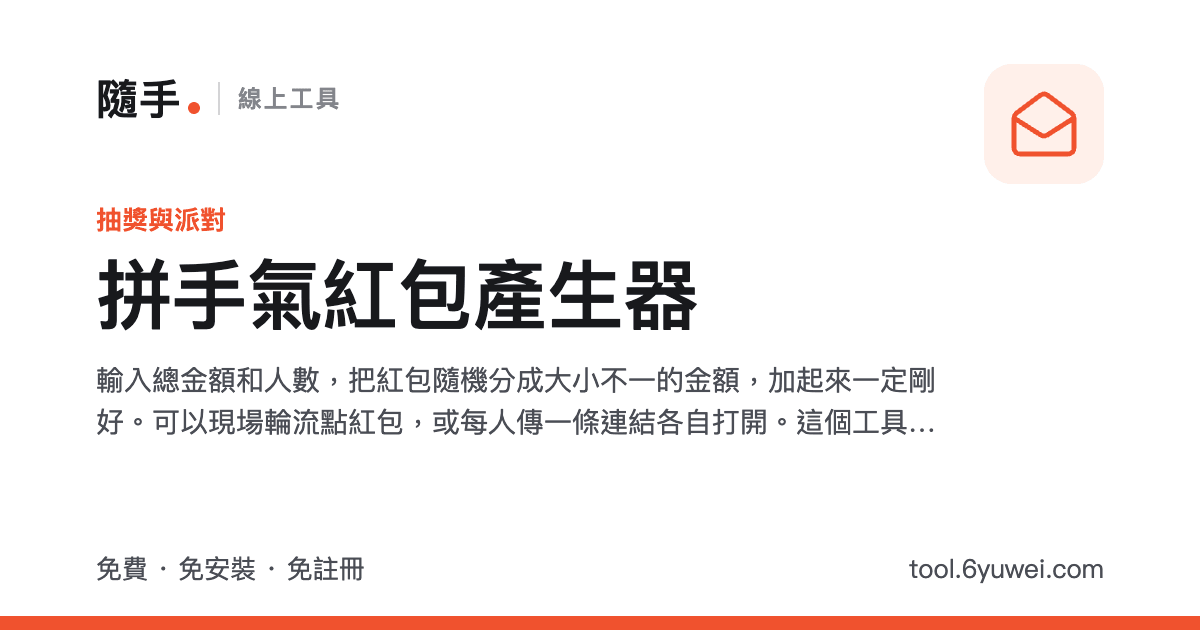 隨手.
線上工具
抽獎與派對
拼手氣紅包產生器
輸入總金額和人數，把紅包隨機分成大小不一的金額，加起來一定剛
好。可以現場輪流點紅包，或每人傳一條連結各自打開。這個工具…
免費 · 免安裝 · 免註冊
tool.6yuwei.com